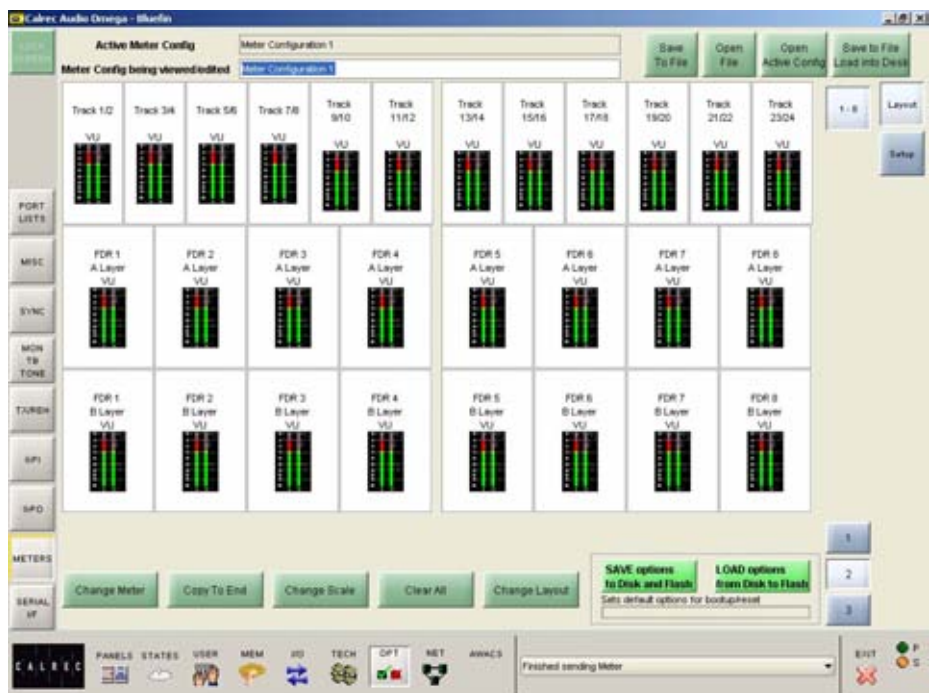 Calrec Audio Omega - Bluefin
Active Meter Config
Meter Configuration 1
Meter Config being viewed/edited
Meter Configuration 1
Save To File
Open File
Open Active Config
Save to File Load into Desk
Track 1/2
Track 3/4
Track 5/6
Track 7/8
Track 9/10
Track 11/12
Track 13/14
Track 15/16
Track 17/18
Track 19/20
Track 21/22
Track 23/24
VU VU VU VU VU VU VU VU VU VU VU VU
1 - 8
Layout
Setup
PORT LISTS
MISC
SYNC
MON TB TONE
GPI
GPO
METERS
SERIAL I/F
FDR 1 A Layer VU
FDR 2 A Layer VU
FDR 3 A Layer VU
FDR 4 A Layer VU
FDR 5 A Layer VU
FDR 6 A Layer VU
FDR 7 A Layer VU
FDR 8 A Layer VU
FDR 1 B Layer VU
FDR 2 B Layer VU
FDR 3 B Layer VU
FDR 4 B Layer VU
FDR 5 B Layer VU
FDR 6 B Layer VU
FDR 7 B Layer VU
FDR 8 B Layer VU
1
2
3
Change Meter
Copy To End
Change Scale
Clear All
Change Layout
SAVE options to Disk and Flash
LOAD options from Disk to Flash
Sets default options for bootup/reset
CALREC
PANELS
STATES
USER
MEM
I/O
TECH
OPT
NET
AWACS
Finished sending Meter
EXIT
P
S